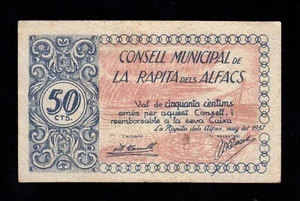 CONSELL MUNICIPAL DE
LA RAPITA DELS ALFACS
50
CTS.
Val de cinquanta cèntims
emès per aquest Consell, i
reemborsable a la seva Caixa
La Rapita dels Alfacs, maig del 1937